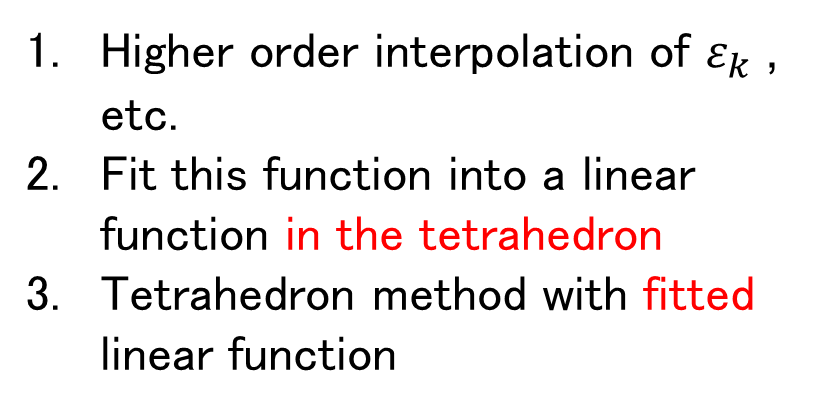 1. Higher order interpolation of εₖ ,
etc.
2. Fit this function into a linear
function in the tetrahedron
3. Tetrahedron method with fitted
linear function